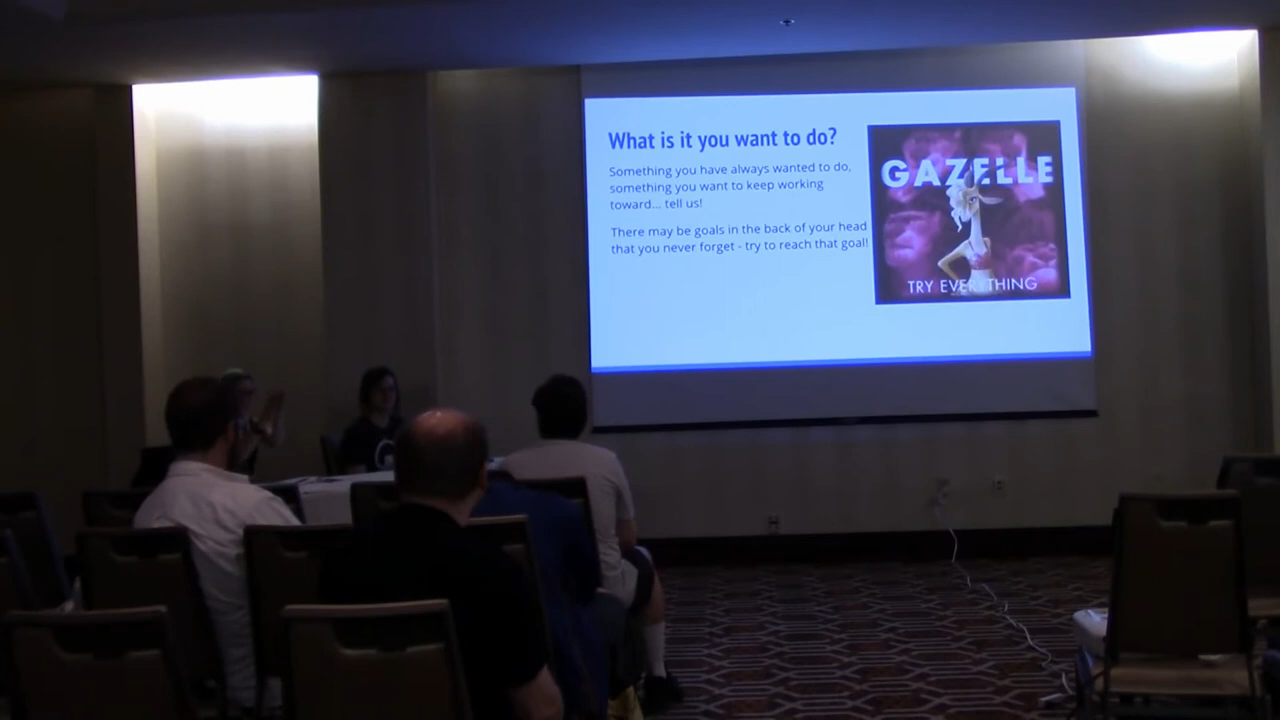 What is it you want to do?
Something you have always wanted to do,
something you want to keep working
toward... tell us!
There may be goals in the back of your head
that you never forget - try to reach that goal!
GAZELLE
TRY EVERYTHING